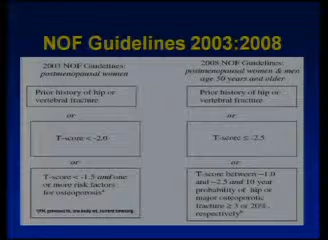 NOF Guidelines 2003:2008
2003 NOF Guidelines:
postmenopausal women
Prior history of hip or
vertebral fracture
or
T-score < -2.0
or
T-score < -1.5 and one
or more risk factors
for osteoporosis
2008 NOF Guidelines:
postmenopausal women & men
age 50 years and older
Prior history of hip or
vertebral fracture
or
T-score ≤ -2.5
or
T-score between -1.0
and -2.5 and 10 year
probability of hip or
major osteoporotic
fracture ≥ 3 or 20%,
respectively